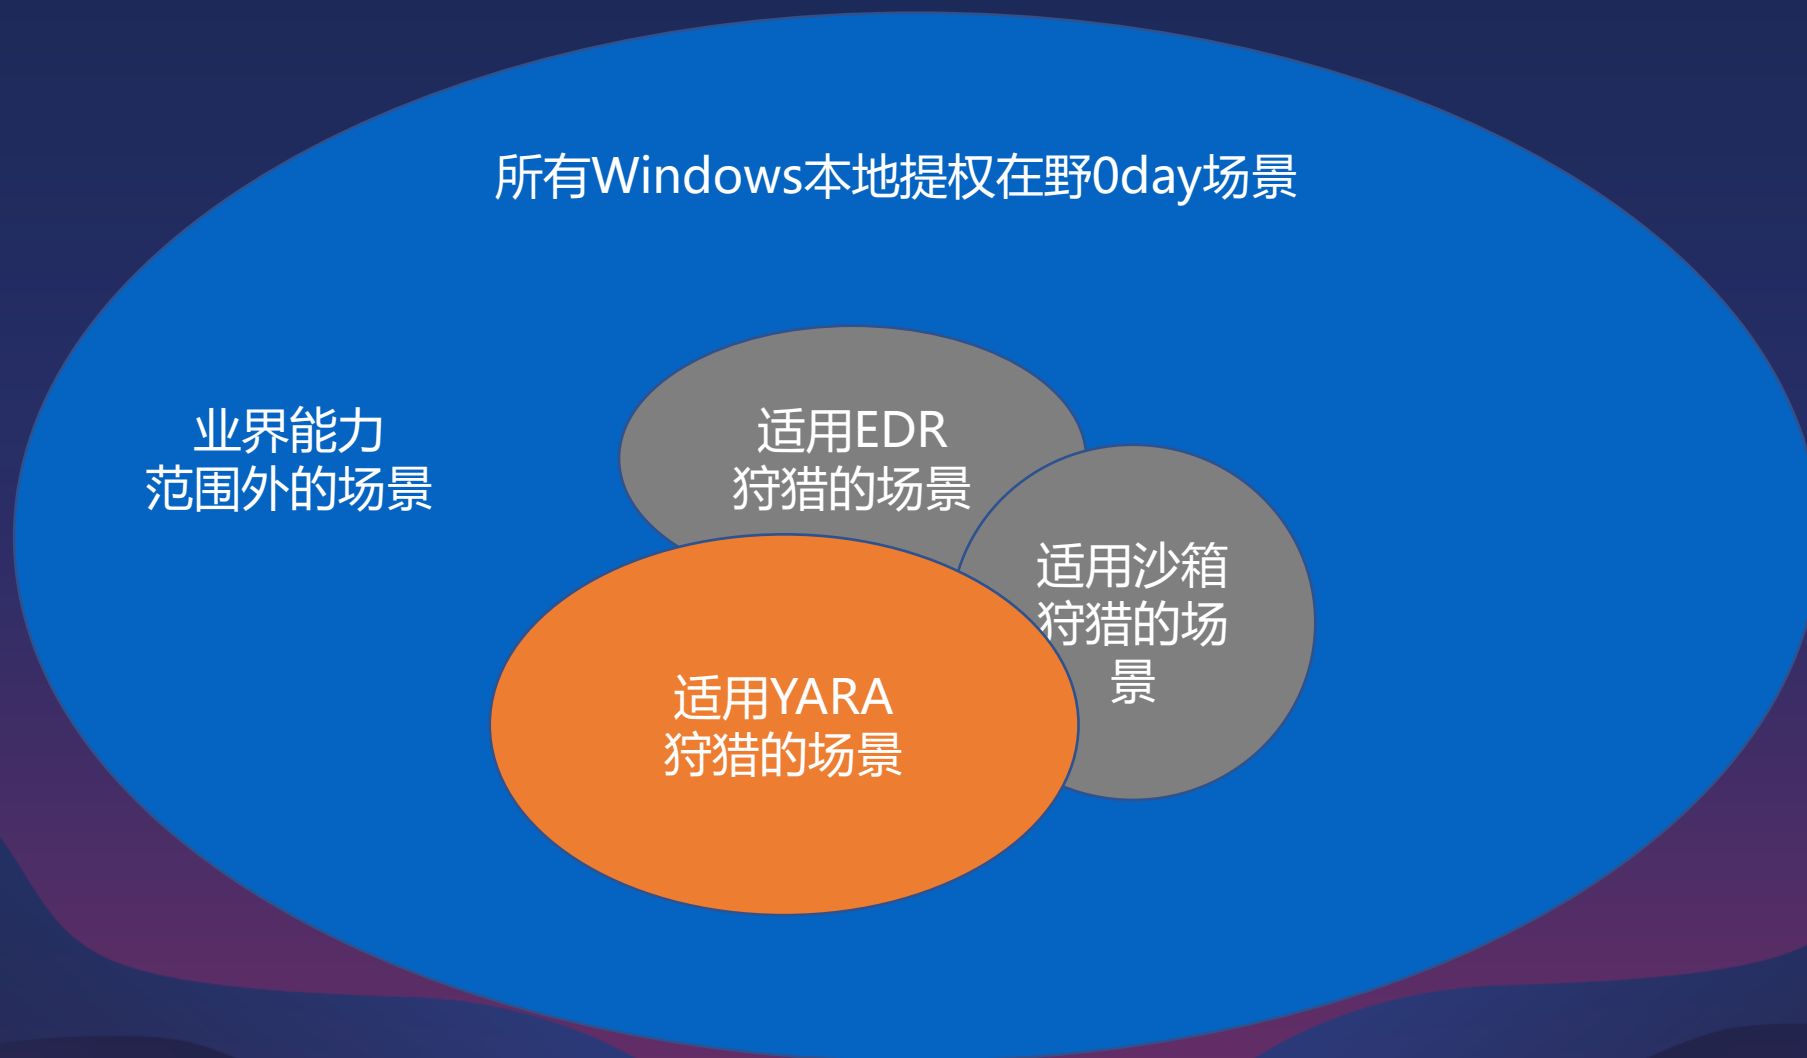 所有Windows本地提权在野0day场景
业界能力
范围外的场景
适用EDR
狩猎的场景
适用沙箱
狩猎的场
景
适用YARA
狩猎的场景